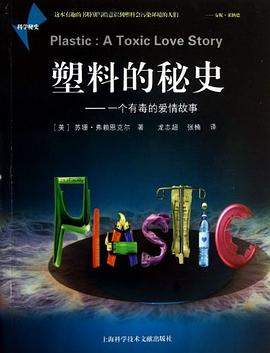 科学秘史
Plastic : A Toxic Love Story
塑料的秘史
——一个有毒的爱情故事
［美］苏珊·弗赖恩克尔 著 龙志超 张楠 译
PLASTIC
上海科学技术文献出版社